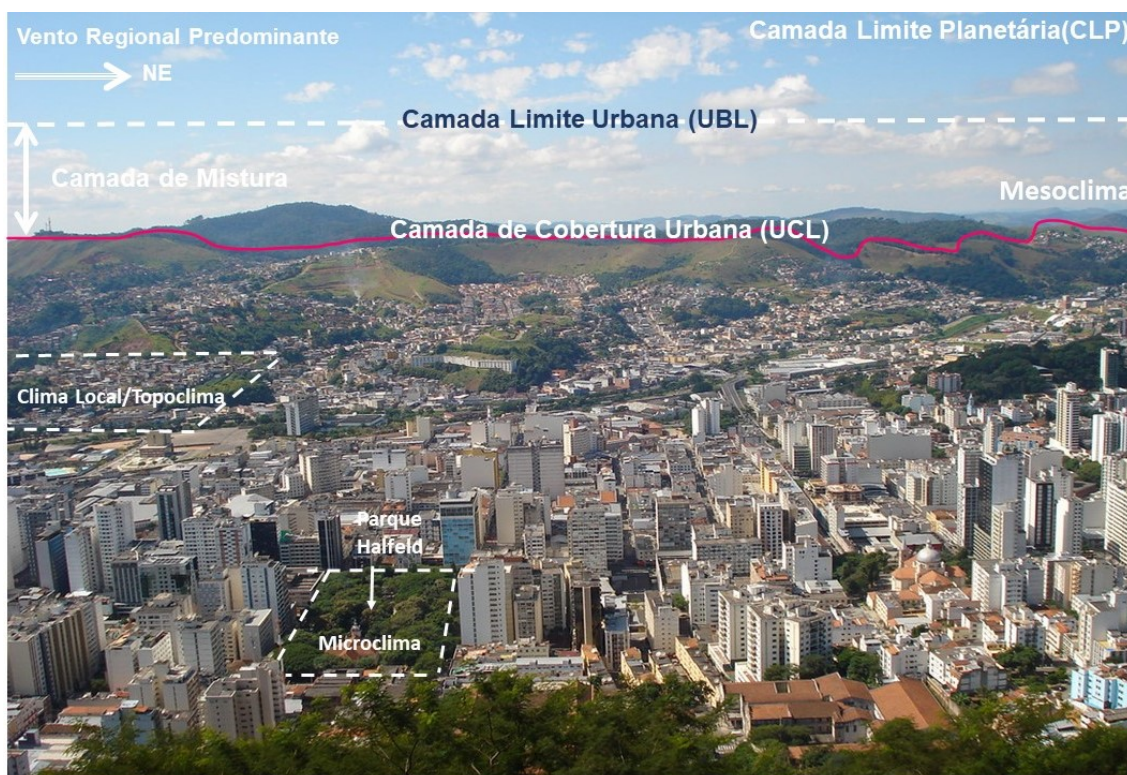 Vento Regional Predominante
Camada Limite Planetária(CLP)
NE
Camada Limite Urbana (UBL)
Camada de Mistura
Mesoclima
Camada de Cobertura Urbana (UCL)
Clima Local/Topoclima
Parque
Halfeld
Microclima